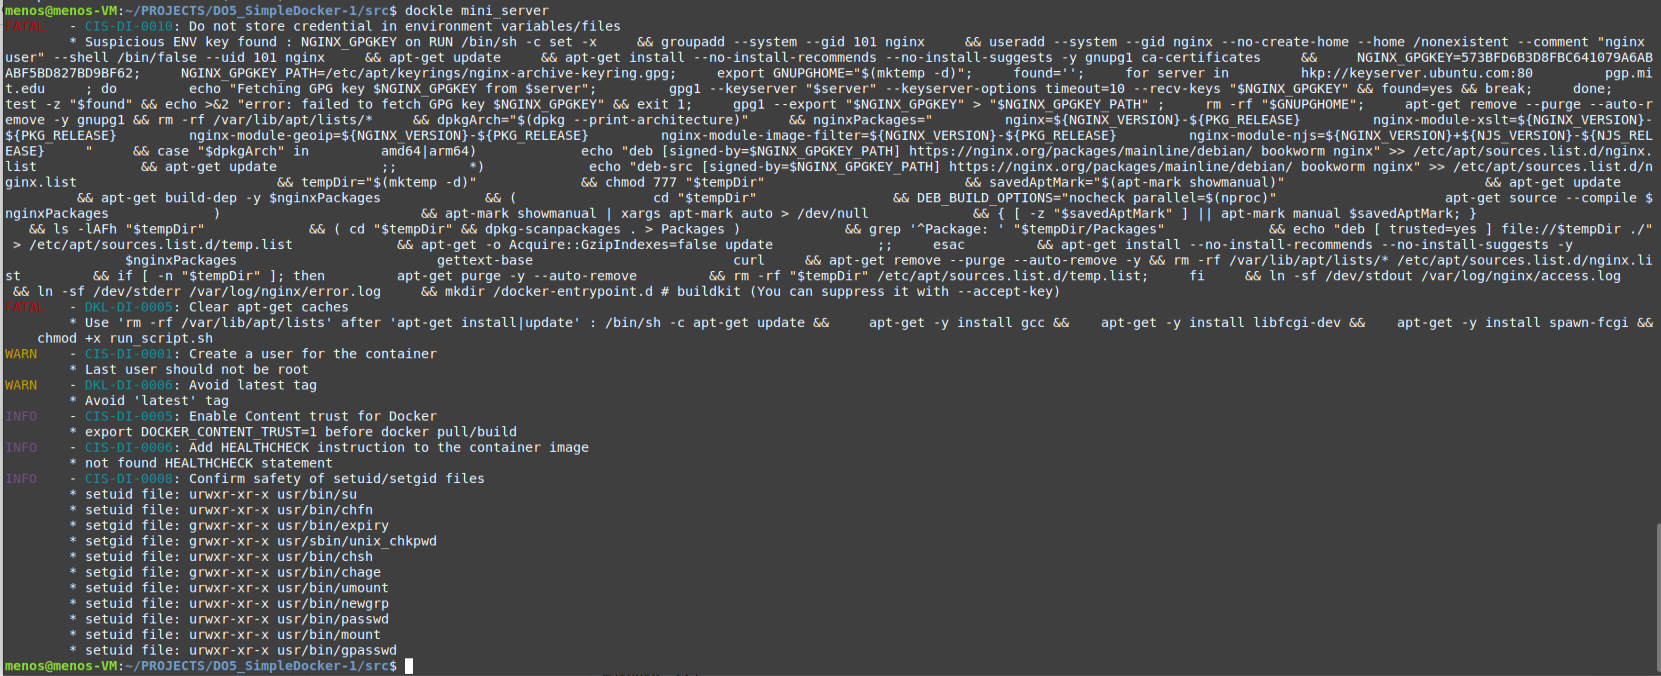 menos@menos-VM:~/PROJECTS/DO5_SimpleDocker-1/src$ dockle mini_server
FATAL   - CIS-DI-0010: Do not store credential in environment variables/files
        * Suspicious ENV key found : NGINX_GPGKEY on RUN /bin/sh -c set -x     && groupadd --system --gid 101 nginx     && useradd --system --gid nginx --no-create-home --home /nonexistent --comment "nginx
user" --shell /bin/false --uid 101 nginx     && apt-get update     && apt-get install --no-install-recommends --no-install-suggests -y gnupg1 ca-certificates     &&     NGINX_GPGKEY=573BFD6B3D8FBC641079A6AB
ABF5BD827BD9BF62;     NGINX_GPGKEY_PATH=/etc/apt/keyrings/nginx-archive-keyring.gpg;     export GNUPGHOME="$(mktemp -d)";     found='';     for server in         hkp://keyserver.ubuntu.com:80         pgp.mi
t.edu     ; do         echo "Fetching GPG key $NGINX_GPGKEY from $server";         gpg1 --keyserver "$server" --keyserver-options timeout=10 --recv-keys "$NGINX_GPGKEY" && found=yes && break;     done;
test -z "$found" && echo >&2 "error: failed to fetch GPG key $NGINX_GPGKEY" && exit 1;     gpg1 --export "$NGINX_GPGKEY" > "$NGINX_GPGKEY_PATH" ;     rm -rf "$GNUPGHOME";     apt-get remove --purge --auto-r
emove -y gnupg1 && rm -rf /var/lib/apt/lists/*     && dpkgArch="$(dpkg --print-architecture)"     && nginxPackages="         nginx=${NGINX_VERSION}-${PKG_RELEASE}         nginx-module-xslt=${NGINX_VERSION}-
${PKG_RELEASE}         nginx-module-geoip=${NGINX_VERSION}-${PKG_RELEASE}         nginx-module-image-filter=${NGINX_VERSION}-${PKG_RELEASE}         nginx-module-njs=${NGINX_VERSION}+${NJS_VERSION}-${NJS_REL
EASE}     "     && case "$dpkgArch" in         amd64|arm64)             echo "deb [signed-by=$NGINX_GPGKEY_PATH] https://nginx.org/packages/mainline/debian/ bookworm nginx" >> /etc/apt/sources.list.d/nginx.
list             && apt-get update             ;;         *)             echo "deb-src [signed-by=$NGINX_GPGKEY_PATH] https://nginx.org/packages/mainline/debian/ bookworm nginx" >> /etc/apt/sources.list.d/n
ginx.list             && tempDir="$(mktemp -d)"             && chmod 777 "$tempDir"             && savedAptMark="$(apt-mark showmanual)"             && apt-get update
         && apt-get build-dep -y $nginxPackages             && (                 cd "$tempDir"                 && DEB_BUILD_OPTIONS="nocheck parallel=$(nproc)"                     apt-get source --compile $
nginxPackages             )             && apt-mark showmanual | xargs apt-mark auto > /dev/null             && { [ -z "$savedAptMark" ] || apt-mark manual $savedAptMark; }
   && ls -lAFh "$tempDir"             && ( cd "$tempDir" && dpkg-scanpackages . > Packages )             && grep '^Package: ' "$tempDir/Packages"             && echo "deb [ trusted=yes ] file://$tempDir ./"
 > /etc/apt/sources.list.d/temp.list             && apt-get -o Acquire::GzipIndexes=false update             ;;     esac         && apt-get install --no-install-recommends --no-install-suggests -y
               $nginxPackages                         gettext-base                         curl     && apt-get remove --purge --auto-remove -y && rm -rf /var/lib/apt/lists/* /etc/apt/sources.list.d/nginx.li
st         && if [ -n "$tempDir" ]; then         apt-get purge -y --auto-remove         && rm -rf "$tempDir" /etc/apt/sources.list.d/temp.list;     fi     && ln -sf /dev/stdout /var/log/nginx/access.log
 && ln -sf /dev/stderr /var/log/nginx/error.log     && mkdir /docker-entrypoint.d # buildkit (You can suppress it with --accept-key)
FATAL   - DKL-DI-0005: Clear apt-get caches
        * Use 'rm -rf /var/lib/apt/lists' after 'apt-get install|update' : /bin/sh -c apt-get update &&     apt-get -y install gcc &&    apt-get -y install libfcgi-dev &&    apt-get -y install spawn-fcgi &&
    chmod +x run_script.sh
WARN    - CIS-DI-0001: Create a user for the container
        * Last user should not be root
WARN    - DKL-DI-0006: Avoid latest tag
        * Avoid 'latest' tag
INFO    - CIS-DI-0005: Enable Content trust for Docker
        * export DOCKER_CONTENT_TRUST=1 before docker pull/build
INFO    - CIS-DI-0006: Add HEALTHCHECK instruction to the container image
        * not found HEALTHCHECK statement
INFO    - CIS-DI-0008: Confirm safety of setuid/setgid files
        * setuid file: urwxr-xr-x usr/bin/su
        * setuid file: urwxr-xr-x usr/bin/chfn
        * setgid file: grwxr-xr-x usr/bin/expiry
        * setgid file: grwxr-xr-x usr/sbin/unix_chkpwd
        * setuid file: urwxr-xr-x usr/bin/chsh
        * setgid file: grwxr-xr-x usr/bin/chage
        * setuid file: urwxr-xr-x usr/bin/umount
        * setuid file: urwxr-xr-x usr/bin/newgrp
        * setuid file: urwxr-xr-x usr/bin/passwd
        * setuid file: urwxr-xr-x usr/bin/mount
        * setuid file: urwxr-xr-x usr/bin/gpasswd
menos@menos-VM:~/PROJECTS/DO5_SimpleDocker-1/src$